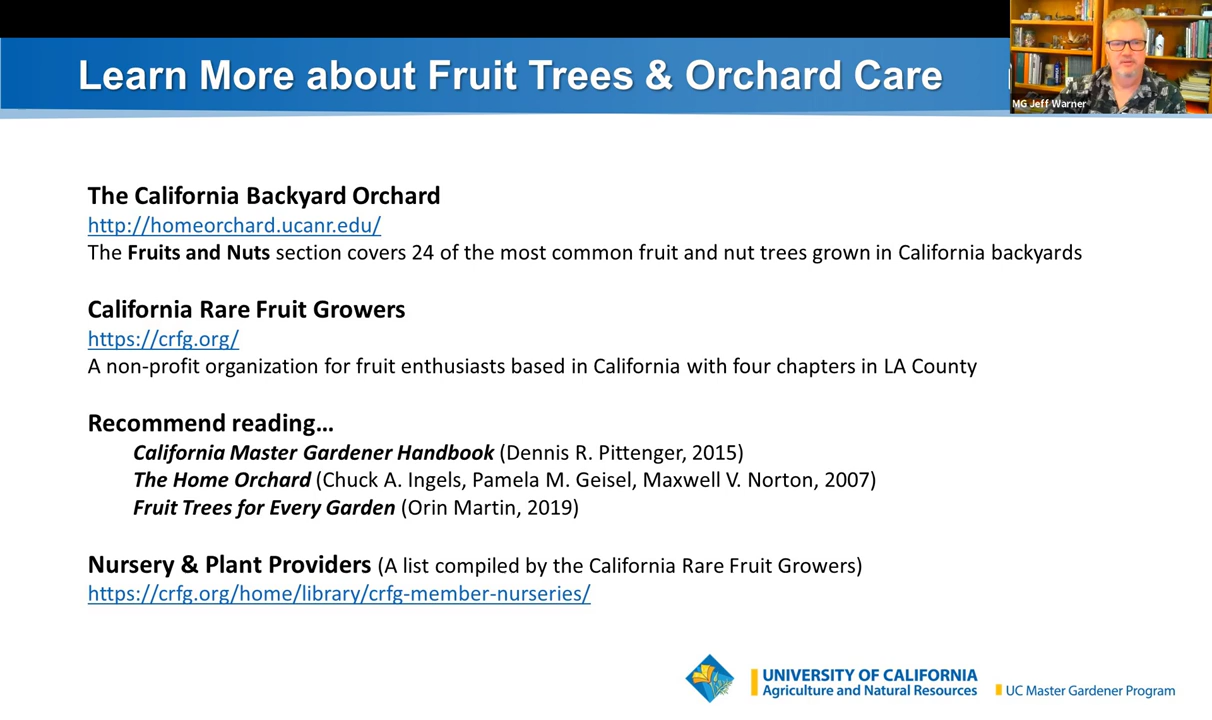 Learn More about Fruit Trees & Orchard Care
MG Jeff Warner
The California Backyard Orchard
http://homeorchard.ucanr.edu/
The Fruits and Nuts section covers 24 of the most common fruit and nut trees grown in California backyards
California Rare Fruit Growers
https://crfg.org/
A non-profit organization for fruit enthusiasts based in California with four chapters in LA County
Recommend reading…
California Master Gardener Handbook (Dennis R. Pittenger, 2015)
The Home Orchard (Chuck A. Ingels, Pamela M. Geisel, Maxwell V. Norton, 2007)
Fruit Trees for Every Garden (Orin Martin, 2019)
Nursery & Plant Providers (A list compiled by the California Rare Fruit Growers)
https://crfg.org/home/library/crfg-member-nurseries/
UNIVERSITY OF CALIFORNIA
Agriculture and Natural Resources
UC Master Gardener Program